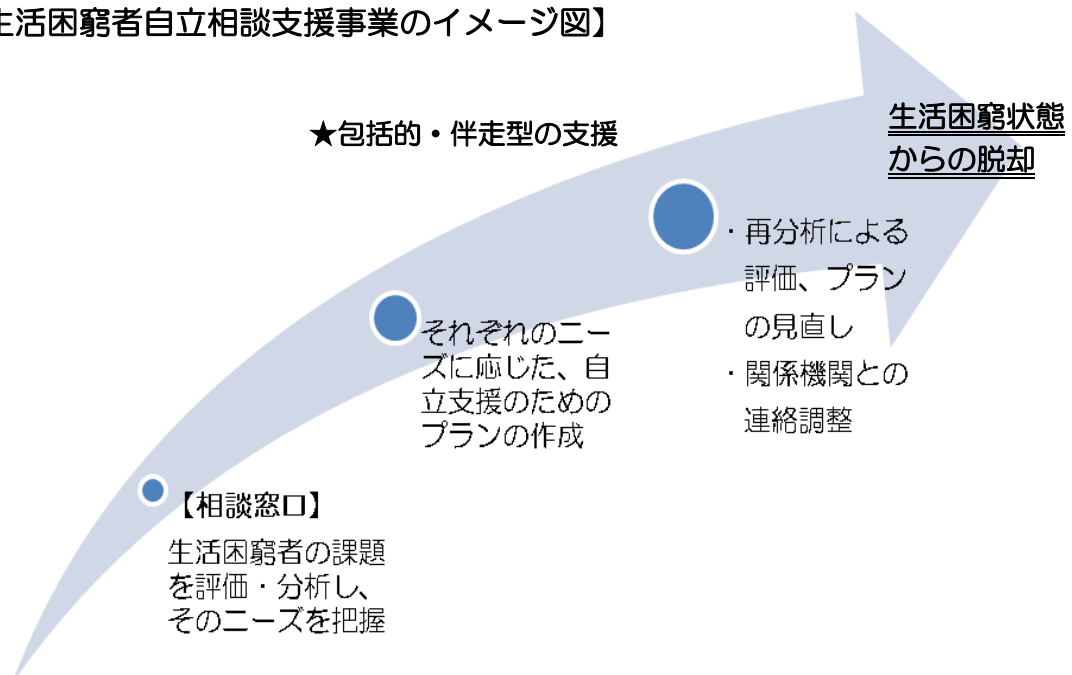 生活困窮者自立相談支援事業のイメージ図】
★包括的・伴走型の支援
生活困窮状態
からの脱却
・再分析による
評価、プラン
の見直し
・関係機関との
連絡調整
それぞれのニー
ズに応じた、自
立支援のための
プランの作成
【相談窓口】
生活困窮者の課題
を評価・分析し、
そのニーズを把握